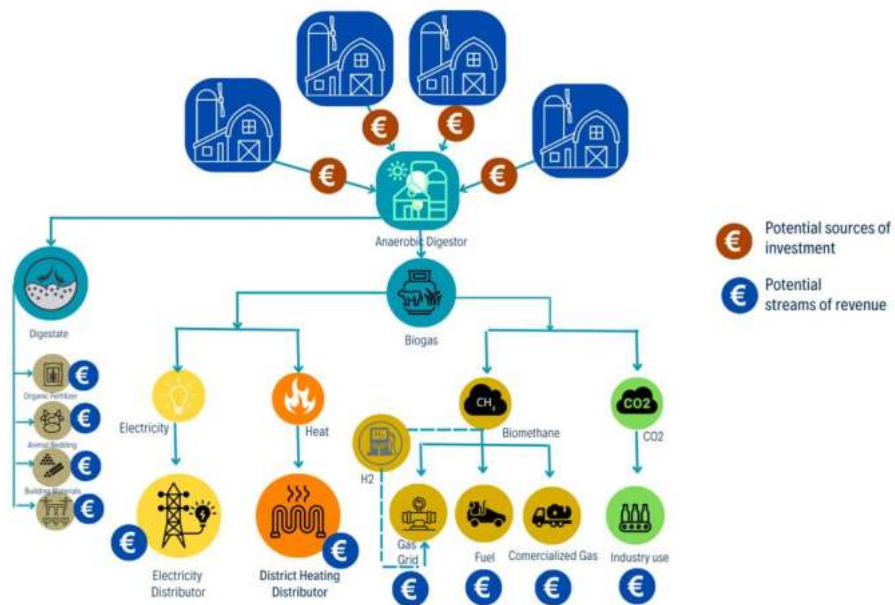 €
€
€
€
Anaerobic Digestor
€
Potential sources of
investment
€
Potential
streams of revenue
Digestate
Biogas
€
Organic Fertilizer
€
Animal Bedding
€
Building Materials
€
Electricity
Heat
CH4
Biomethane
CO2
CO2
H2
€
Electricity
Distributor
€
District Heating
Distributor
Gas
Grid
Fuel
Comercialized Gas
Industry use
€
€
€
€